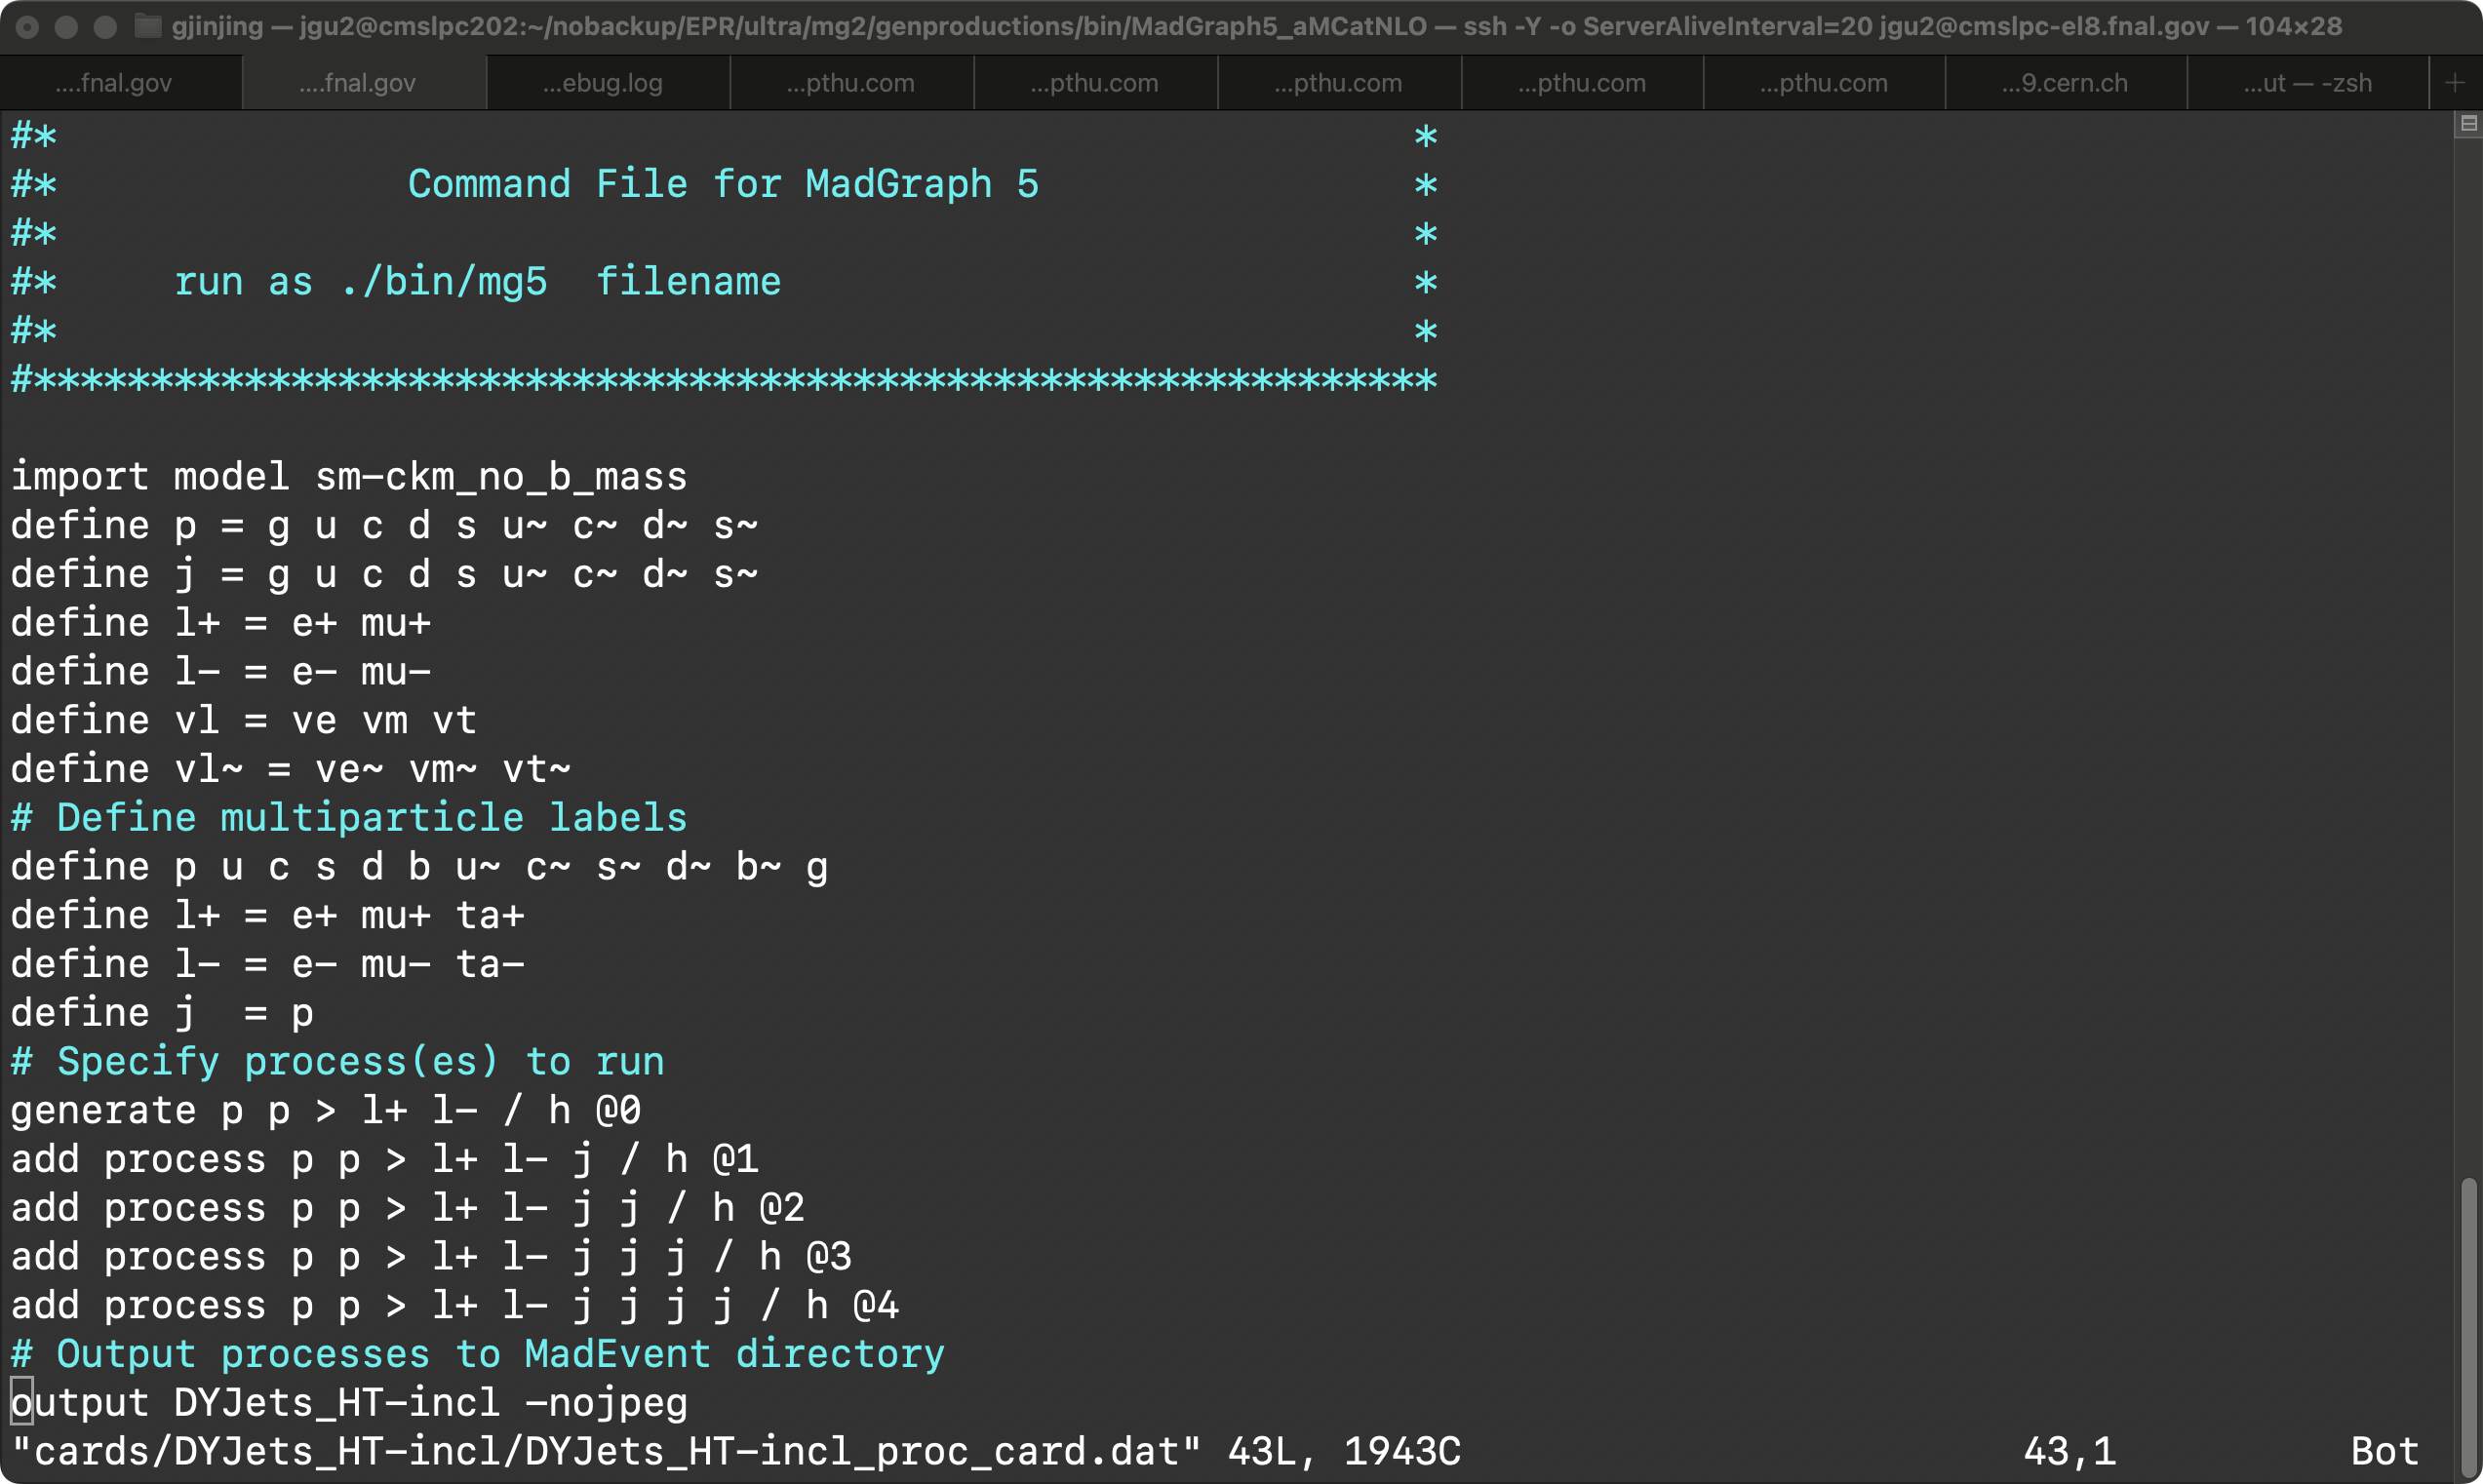 gjinjing — jgu2@cmslpc202:~/nobackup/EPR/ultra/mg2/genproductions/bin/MadGraph5_aMCatNLO — ssh -Y -o ServerAliveInterval=20 jgu2@cmslpc-el8.fnal.gov — 104×28
....fnal.gov ....fnal.gov ...ebug.log ...pthu.com ...pthu.com ...pthu.com ...pthu.com ...pthu.com ...9.cern.ch ...ut — -zsh +
#* *
#* Command File for MadGraph 5 *
#* *
#* run as ./bin/mg5  filename *
#* *
#************************************************************
import model sm-ckm_no_b_mass
define p = g u c d s u~ c~ d~ s~
define j = g u c d s u~ c~ d~ s~
define l+ = e+ mu+
define l- = e- mu-
define vl = ve vm vt
define vl~ = ve~ vm~ vt~
# Define multiparticle labels
define p u c s d b u~ c~ s~ d~ b~ g
define l+ = e+ mu+ ta+
define l- = e- mu- ta-
define j  = p
# Specify process(es) to run
generate p p > l+ l- / h @0
add process p p > l+ l- j / h @1
add process p p > l+ l- j j / h @2
add process p p > l+ l- j j j / h @3
add process p p > l+ l- j j j j / h @4
# Output processes to MadEvent directory
output DYJets_HT-incl -nojpeg
"cards/DYJets_HT-incl/DYJets_HT-incl_proc_card.dat" 43L, 1943C 43,1 Bot